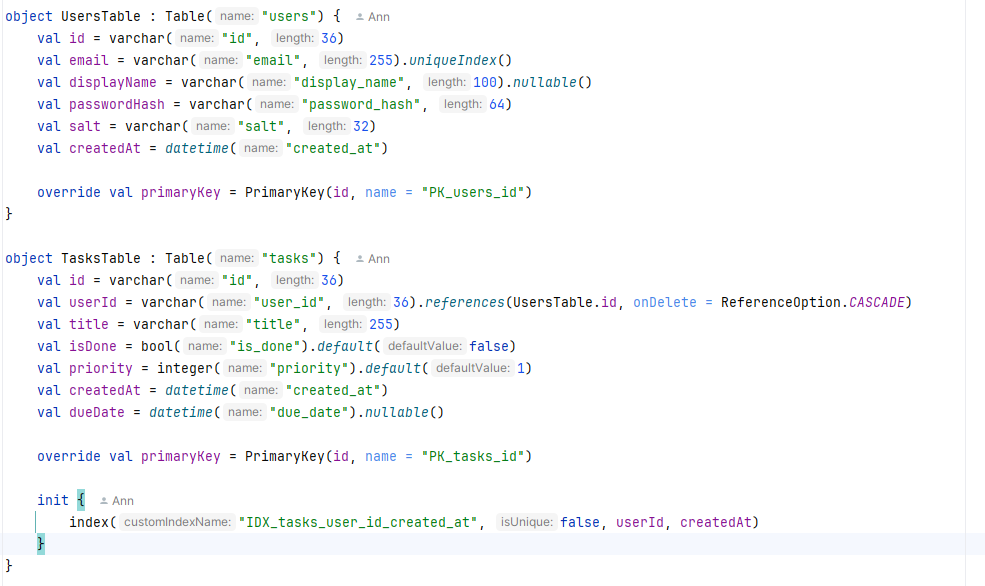 object UsersTable : Table( name: "users") { Ann
val id = varchar( name: "id", length: 36)
val email = varchar( name: "email", length: 255).uniqueIndex()
val displayName = varchar( name: "display_name", length: 100).nullable()
val passwordHash = varchar( name: "password_hash", length: 64)
val salt = varchar( name: "salt", length: 32)
val createdAt = datetime( name: "created_at")
override val primaryKey = PrimaryKey(id, name = "PK_users_id")
}
object TasksTable : Table( name: "tasks") { Ann
val id = varchar( name: "id", length: 36)
val userId = varchar( name: "user_id", length: 36).references(UsersTable.id, onDelete = ReferenceOption.CASCADE)
val title = varchar( name: "title", length: 255)
val isDone = bool( name: "is_done").default( defaultValue: false)
val priority = integer( name: "priority").default( defaultValue: 1)
val createdAt = datetime( name: "created_at")
val dueDate = datetime( name: "due_date").nullable()
override val primaryKey = PrimaryKey(id, name = "PK_tasks_id")
init { Ann
index( customIndexName: "IDX_tasks_user_id_created_at", isUnique: false, userId, createdAt)
}
}